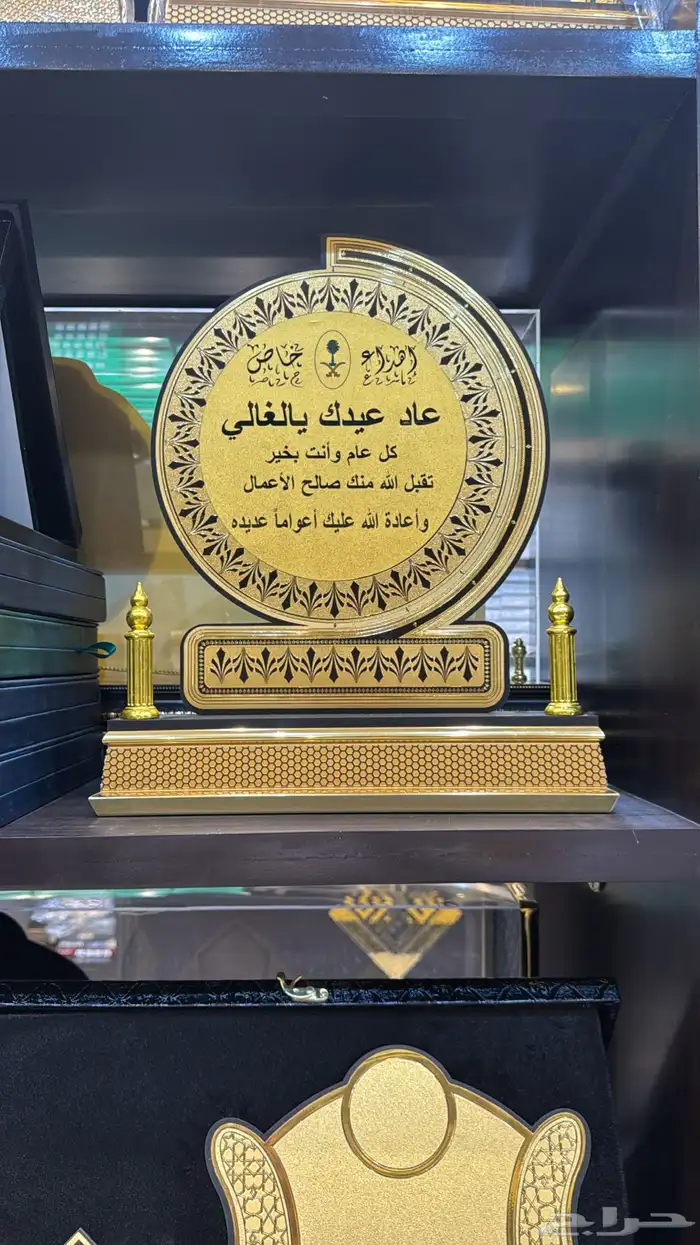 اهداء خاص
عاد عيدك يالغالي
كل عام وأنت بخير
تقبل الله منك صالح الأعمال
وأعادة الله عليك أعواماً عديده
حراج